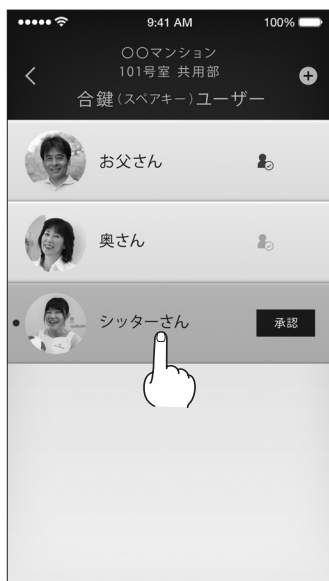 9:41 AM
100%
〇〇マンション
101号室 共用部
合鍵(スペアキー)ユーザー
お父さん
奥さん
シッターさん
承認